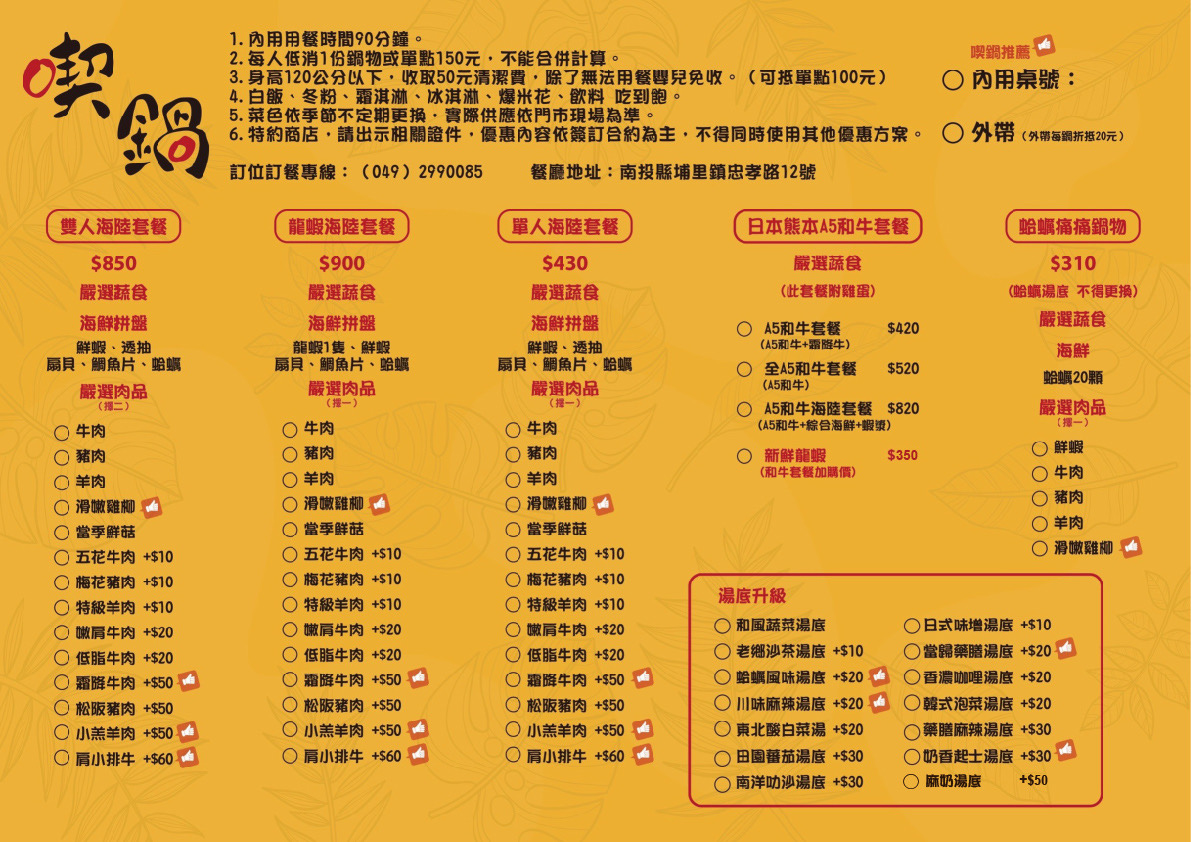 喫鍋
1. 內用用餐時間90分鐘。
2. 每人低消1份鍋物或單點150元，不能合併計算。
3. 身高120公分以下，收取50元清潔費，除了無法用餐嬰兒免收。（可抵單點100元）
4. 白飯、冬粉、霜淇淋、冰淇淋、爆米花、飲料 吃到飽。
5. 菜色依季節不定期更換，實際供應依門市現場為準。
6. 特約商店，請出示相關證件，優惠內容依簽訂合約為主，不得同時使用其他優惠方案。
訂位訂餐專線：（049）2990085 餐廳地址：南投縣埔里鎮忠孝路12號
喫鍋推薦
內用桌號：
外帶（外帶每鍋折抵20元）
雙人海陸套餐
$850
嚴選蔬食
海鮮拼盤
鮮蝦、透抽
扇貝、鯛魚片、蛤蠣
嚴選肉品
（擇二）
牛肉
豬肉
羊肉
滑嫩雞柳
當季鮮菇
五花牛肉 +$10
梅花豬肉 +$10
特級羊肉 +$10
嫩肩牛肉 +$20
低脂牛肉 +$20
霜降牛肉 +$50
松阪豬肉 +$50
小羔羊肉 +$50
肩小排牛 +$60
龍蝦海陸套餐
$900
嚴選蔬食
海鮮拼盤
龍蝦1隻、鮮蝦
扇貝、鯛魚片、蛤蠣
嚴選肉品
（擇一）
牛肉
豬肉
羊肉
滑嫩雞柳
當季鮮菇
五花牛肉 +$10
梅花豬肉 +$10
特級羊肉 +$10
嫩肩牛肉 +$20
低脂牛肉 +$20
霜降牛肉 +$50
松阪豬肉 +$50
小羔羊肉 +$50
肩小排牛 +$60
單人海陸套餐
$430
嚴選蔬食
海鮮拼盤
鮮蝦、透抽
扇貝、鯛魚片、蛤蠣
嚴選肉品
（擇一）
牛肉
豬肉
羊肉
滑嫩雞柳
當季鮮菇
五花牛肉 +$10
梅花豬肉 +$10
特級羊肉 +$10
嫩肩牛肉 +$20
低脂牛肉 +$20
霜降牛肉 +$50
松阪豬肉 +$50
小羔羊肉 +$50
肩小排牛 +$60
日本熊本A5和牛套餐
嚴選蔬食
（此套餐附雞蛋）
A5和牛套餐 $420
（A5和牛+霜降牛）
全A5和牛套餐 $520
（A5和牛）
A5和牛海陸套餐 $820
（A5和牛+綜合海鮮+蝦漿）
新鮮龍蝦 $350
（和牛套餐加購價）
蛤蠣痛痛鍋物
$310
（蛤蠣湯底 不得更換）
嚴選蔬食
海鮮
蛤蠣20顆
嚴選肉品
（擇一）
鮮蝦
牛肉
豬肉
羊肉
滑嫩雞柳
湯底升級
和風蔬菜湯底
老鄉沙茶湯底 +$10
蛤蠣風味湯底 +$20
川味麻辣湯底 +$20
東北酸白菜湯 +$20
田園蕃茄湯底 +$30
南洋叻沙湯底 +$30
日式味增湯底 +$10
當歸藥膳湯底 +$20
香濃咖哩湯底 +$20
韓式泡菜湯底 +$20
藥膳麻辣湯底 +$30
奶香起士湯底 +$30
麻奶湯底 +$50